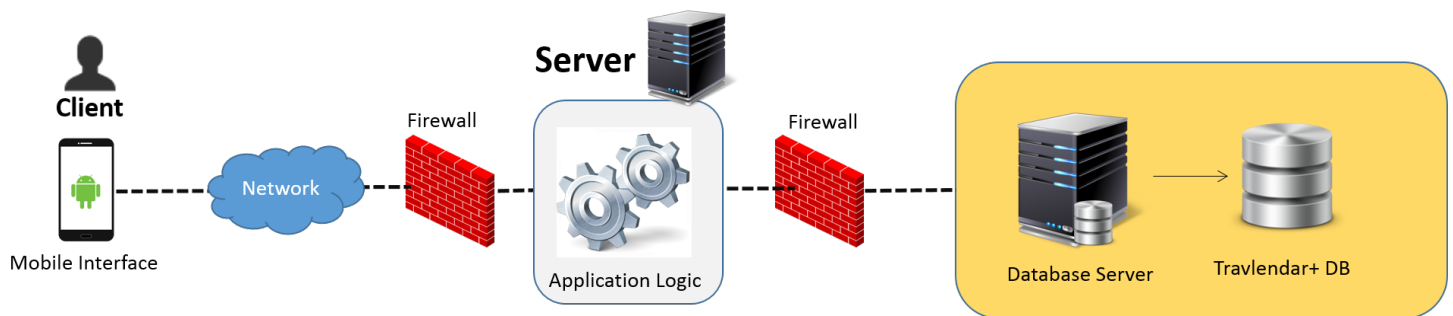 Client
Mobile Interface
Network
Firewall
Server
Application Logic
Firewall
Database Server
Travlendar+ DB